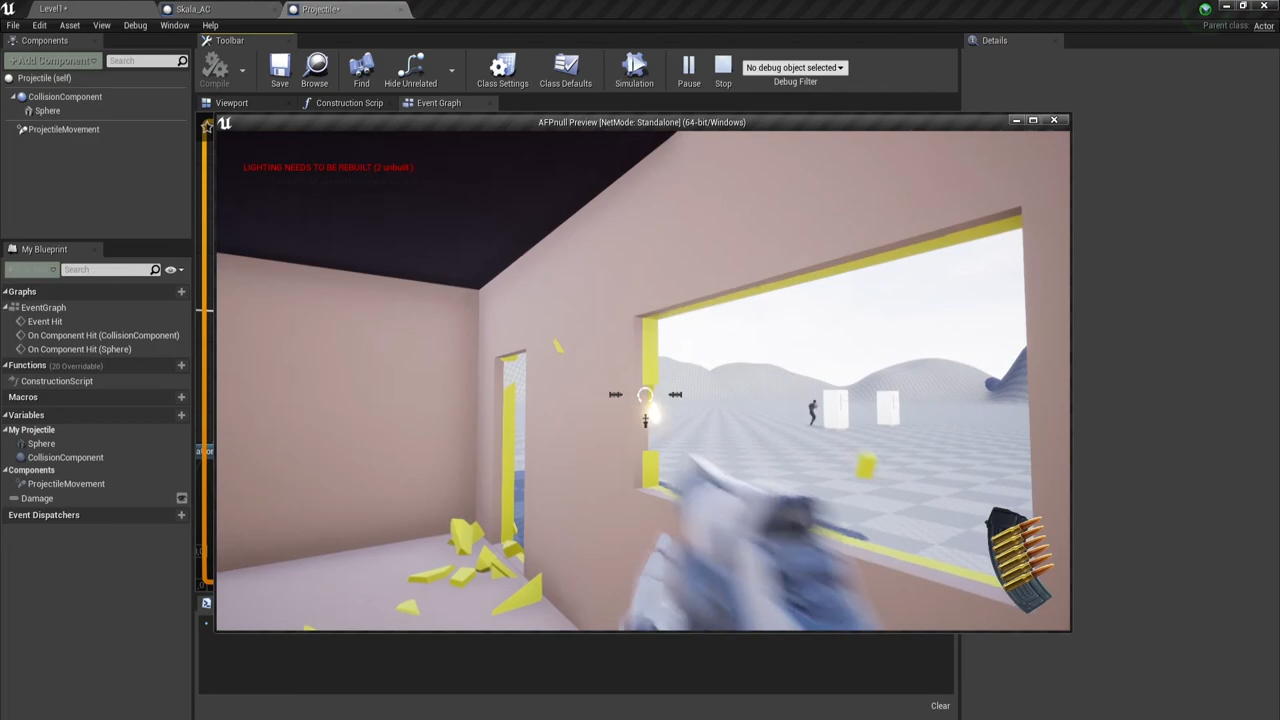 Level1*
Skala_AC
Projectile*
File Edit Asset View Debug Window Help
Parent class: Actor
Components
Toolbar
Details
+Add Component
Search
Projectile (self)
CollisionComponent
Sphere
ProjectileMovement
Compile
Save
Browse
Find
Hide Unrelated
Class Settings
Class Defaults
Simulation
Pause
Stop
No debug object selected
Debug Filter
Viewport
Construction Scrip
Event Graph
AFPnull Preview [NetMode: Standalone] (64-bit/Windows)
LIGHTING NEEDS TO BE REBUILT (2 unbuilt)
My Blueprint
Search
Graphs
EventGraph
Event Hit
On Component Hit (CollisionComponent)
On Component Hit (Sphere)
Functions (20 Overridable)
ConstructionScript
Macros
Variables
My Projectile
Sphere
CollisionComponent
Components
ProjectileMovement
Damage
Event Dispatchers
Clear